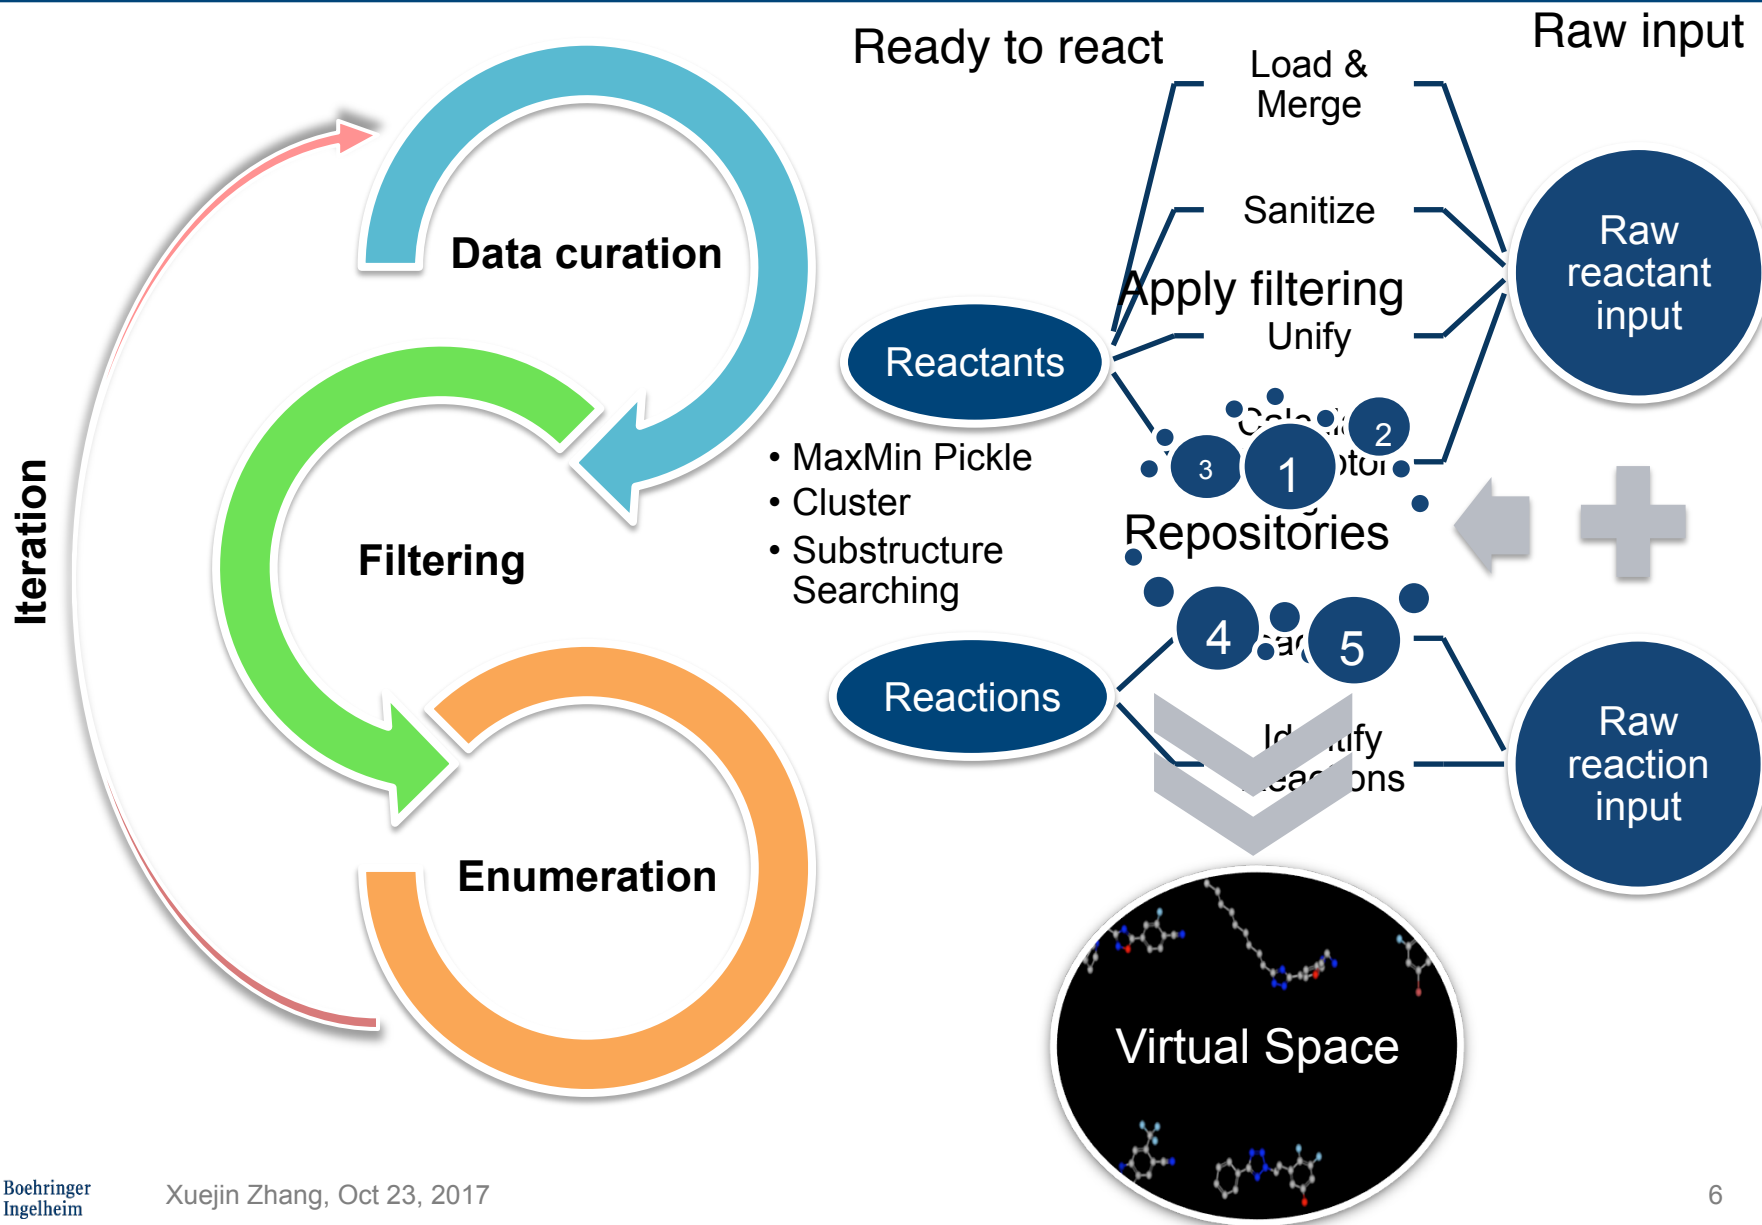 Ready to react
Raw input
Load &
Merge
Sanitize
Apply filtering
Unify
Raw
reactant
input
Data curation
Reactants
Iteration
Filtering
• MaxMin Pickle
• Cluster
• Substructure
Searching
3
1
2
Repositories
4
5
Reactions
Raw
reaction
input
Enumeration
Virtual Space
Boehringer
Ingelheim
Xuejin Zhang, Oct 23, 2017
6